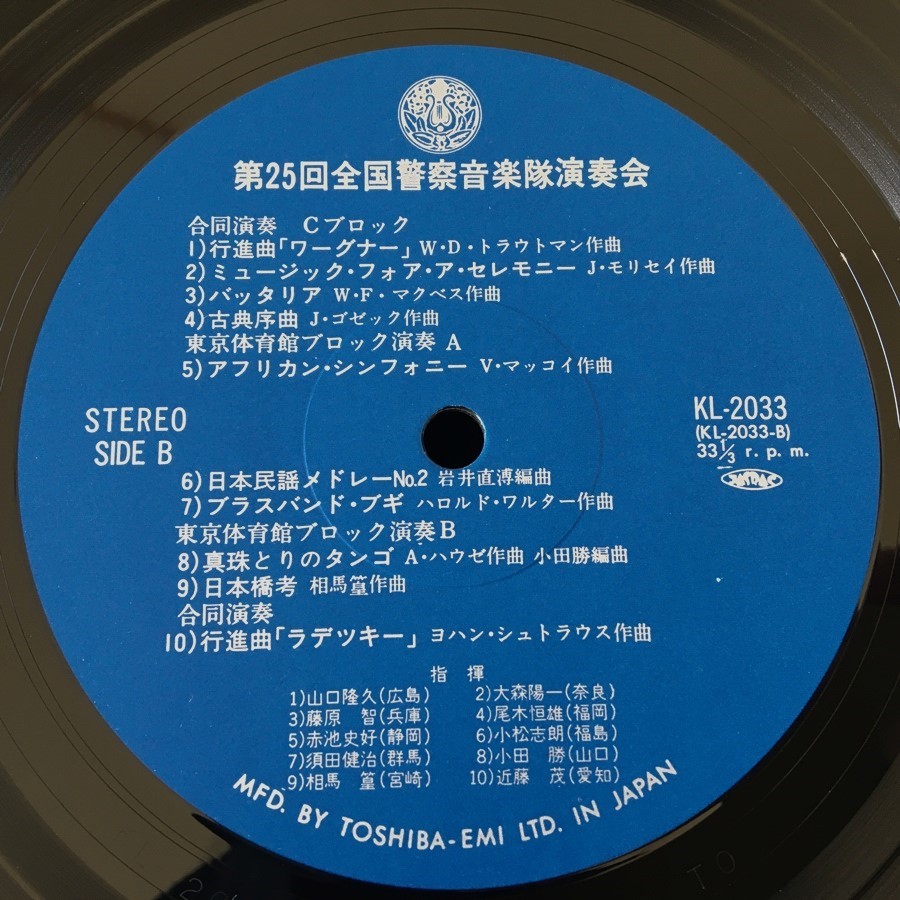 第25回全国警察音楽隊演奏会
合同演奏 Cブロック
1) 行進曲「ワーグナー」 W・D・トラウトマン作曲
2) ミュージック・フォア・ア・セレモニー J・モリセイ作曲
3) バッタリア W・F・マクベス作曲
4) 古典序曲 J・ゴゼック作曲
東京体育館ブロック演奏 A
5) アフリカン・シンフォニー V・マッコイ作曲
STEREO
SIDE B
KL-2033
(KL-2033-B)
33 1/3 r. p. m.
6) 日本民謡メドレーNo.2 岩井直溥編曲
7) ブラスバンド・ブギ ハロルド・ワルター作曲
東京体育館ブロック演奏B
8) 真珠とりのタンゴ A・ハウゼ作曲 小田勝編曲
9) 日本橋考 相馬篁作曲
合同演奏
10) 行進曲「ラデツキー」 ヨハン・シュトラウス作曲
指揮
1) 山口隆久(広島) 2) 大森陽一(奈良)
3) 藤原 智(兵庫) 4) 尾木恒雄(福岡)
5) 赤池史好(静岡) 6) 小松志朗(福島)
7) 須田健治(群馬) 8) 小田 勝(山口)
9) 相馬 篁(宮崎) 10) 近藤 茂(愛知)
MFD. BY TOSHIBA-EMI LTD. IN JAPAN